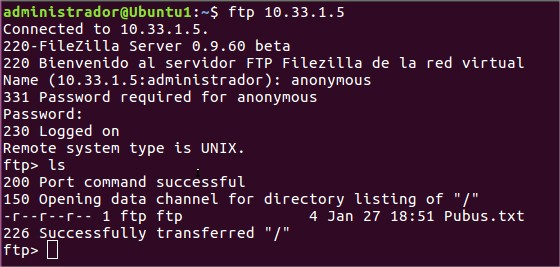 administrador@Ubuntu1:~$ ftp 10.33.1.5
Connected to 10.33.1.5.
220-FileZilla Server 0.9.60 beta
220 Bienvenido al servidor FTP Filezilla de la red virtual
Name (10.33.1.5:administrador): anonymous
331 Password required for anonymous
Password:
230 Logged on
Remote system type is UNIX.
ftp> ls
200 Port command successful
150 Opening data channel for directory listing of "/"
-r--r--r-- 1 ftp ftp              4 Jan 27 18:51 Pubus.txt
226 Successfully transferred "/"
ftp>